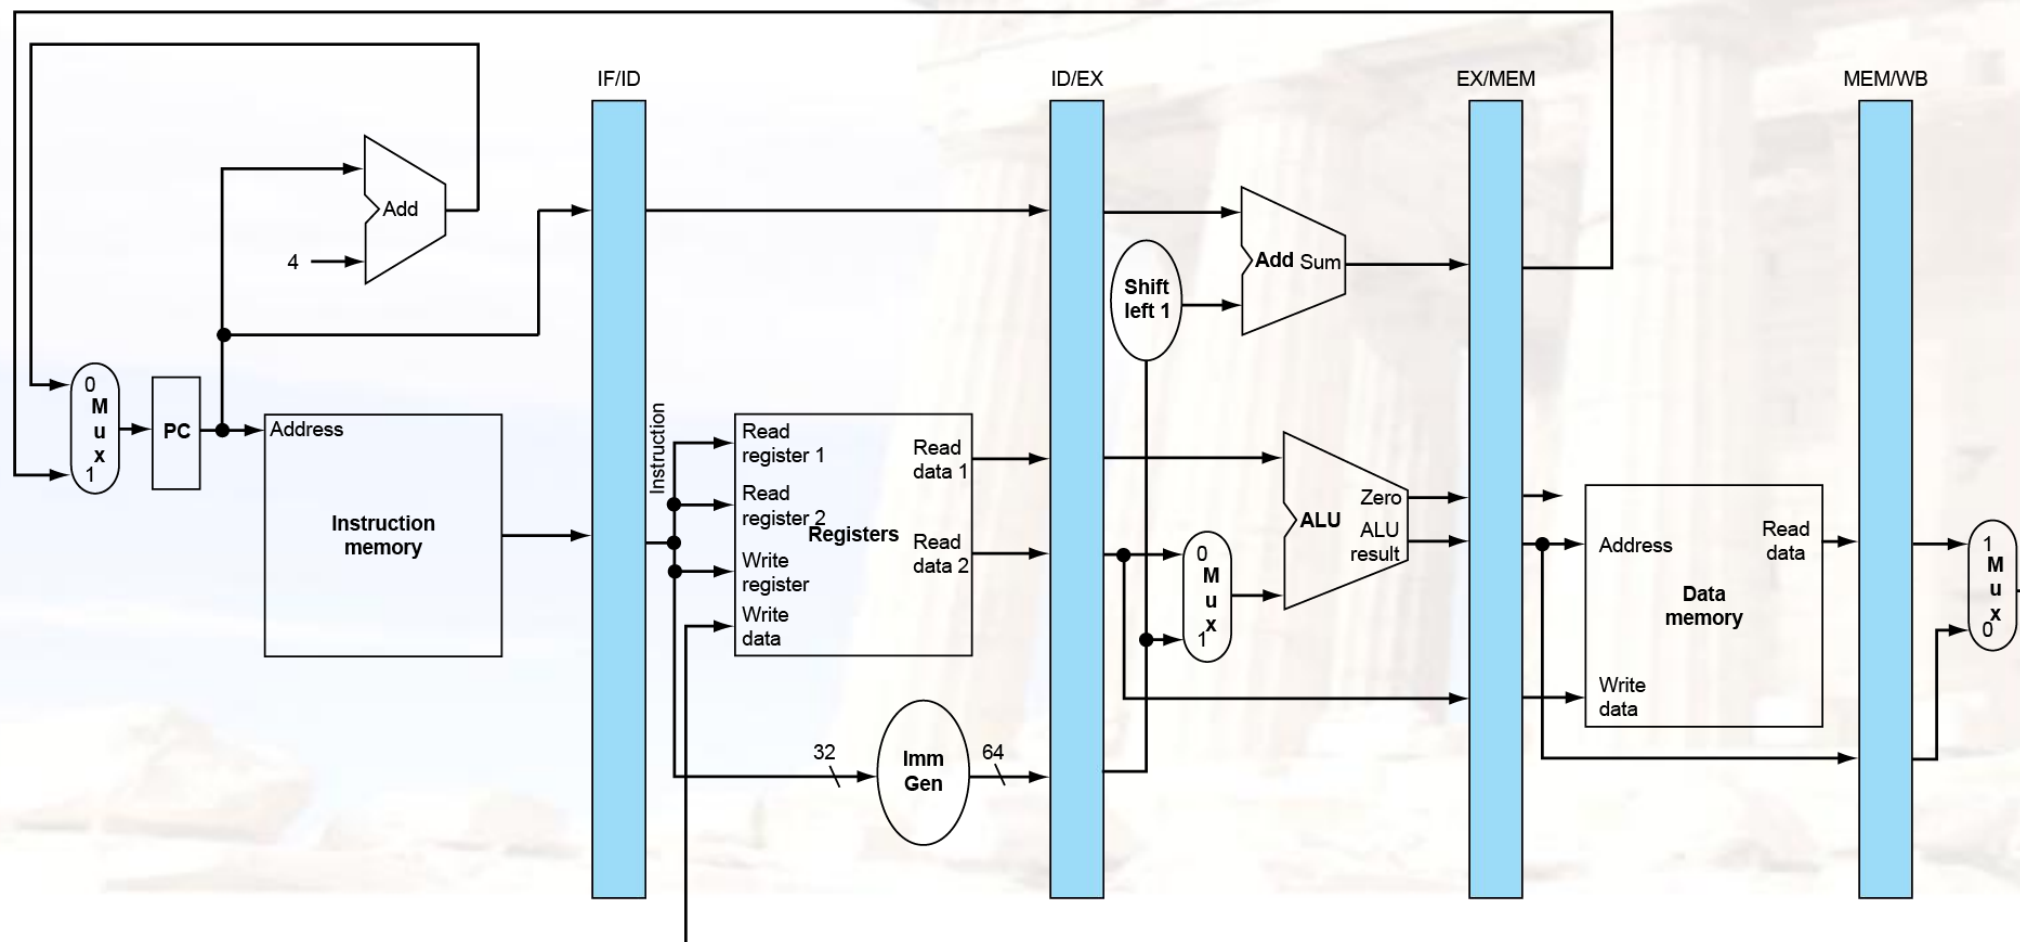 IF/ID
ID/EX
EX/MEM
MEM/WB
Add
4
Add Sum
Shift
left 1
0
M
u
x
1
PC
Address
Instruction
memory
Instruction
Read
register 1
Read
register 2
Write
register
Write
data
Registers
Read
data 1
Read
data 2
32
Imm
Gen
64
0
M
u
x
1
ALU
Zero
ALU
result
Address
Read
data
Data
memory
Write
data
1
M
u
x
0